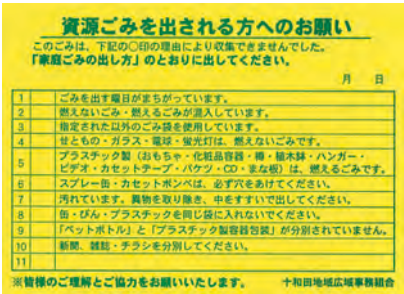 資源ごみを出される方へのお願い
このごみは、下記の○印の理由により収集できませんでした。
「家庭ごみの出し方」のとおりに出してください。
月 日
1 ごみを出す曜日がまちがっています。
2 燃えないごみ・燃えるごみが混入しています。
3 指定された以外のごみ袋を使用しています。
4 せともの・ガラス・電球・蛍光灯は、燃えないごみです。
5 プラスチック製（おもちゃ・化粧品容器・樽・植木鉢・ハンガー・
ビデオ・カセットテープ・バケツ・CD・まな板）は、燃えるごみです。
6 スプレー缶・カセットボンベは、必ず穴をあけてください。
7 汚れています。異物を取り除き、中をすすいで出してください。
8 缶・びん・プラスチックを同じ袋に入れないでください。
9 「ペットボトル」と「プラスチック製容器包装」が分別されていません。
10 新聞、雑誌・チラシを分別してください。
11
※皆様のご理解とご協力をお願いいたします。 十和田地域広域事務組合